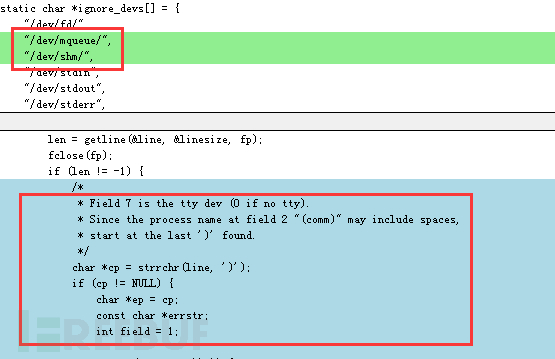 static char *ignore_devs[] = {
"/dev/fd/"
"/dev/mqueue/",
"/dev/shm/",
"/dev/stdin",
"/dev/stdout",
"/dev/stderr",
len = getline(&line, &linesize, fp);
fclose(fp);
if (len != -1) {
/*
* Field 7 is the tty dev (0 if no tty).
* Since the process name at field 2 "(comm)" may include spaces,
* start at the last ')' found.
*/
char *cp = strrchr(line, ')');
if (cp != NULL) {
char *ep = cp;
const char *errstr;
int field = 1;
REEBUF